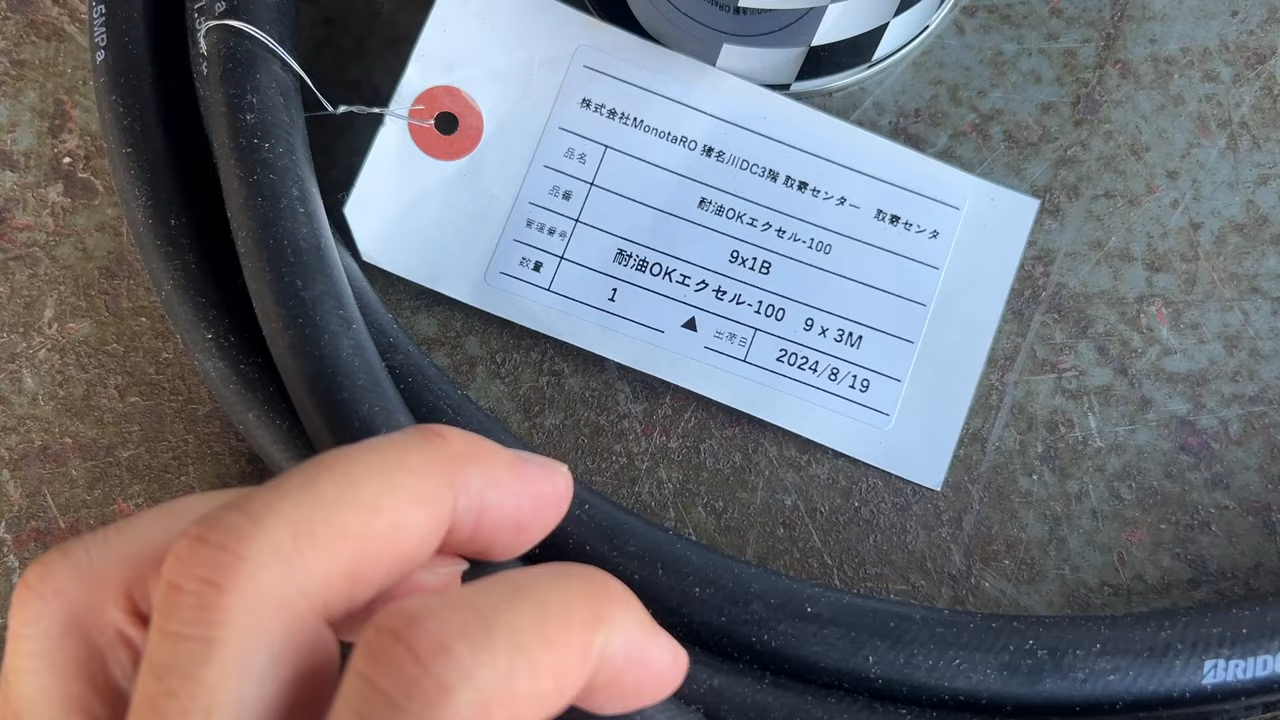 .5MPa
1.5M
株式会社MonotaRO 猪名川DC3階 取寄センター 取寄センタ
品名 耐油OKエクセル-100
品番 9x1B
管理番号 耐油OKエクセル-100 9 x 3M
数量 1 ▲ 出荷日 2024/8/19
BRIDG